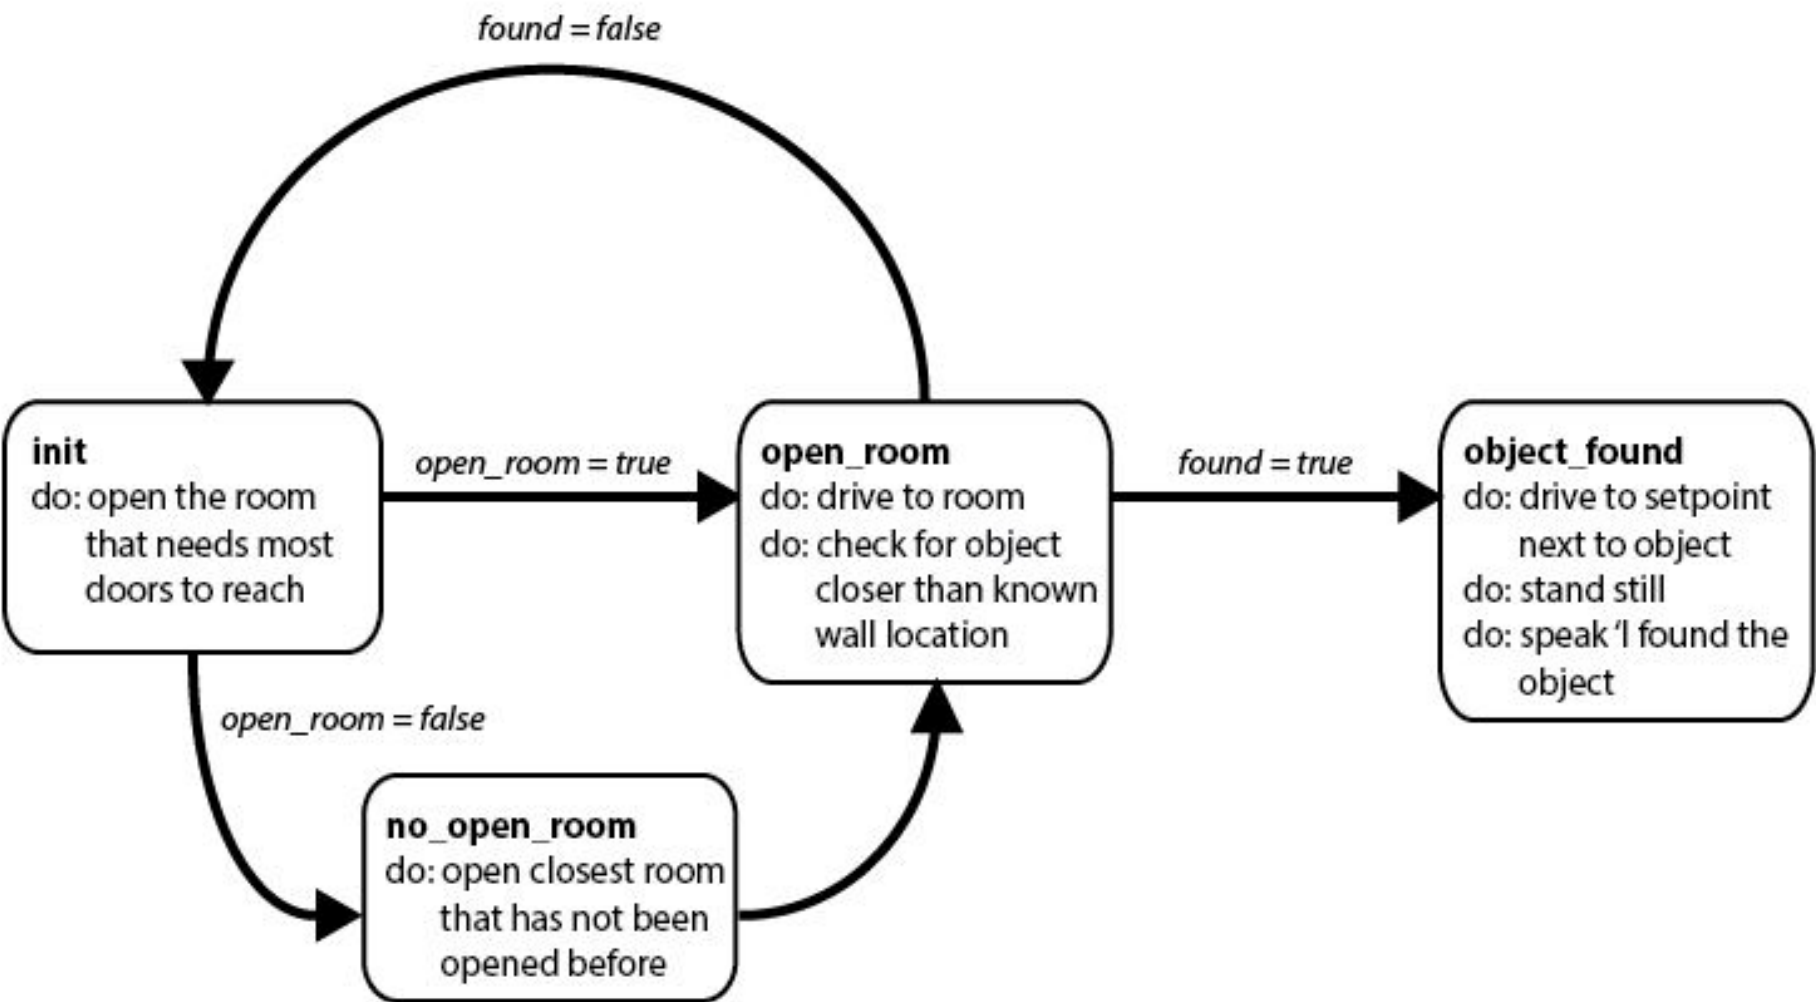 found = false
init
do: open the room
that needs most
doors to reach
open_room = true
open_room
do: drive to room
do: check for object
closer than known
wall location
found = true
object_found
do: drive to setpoint
next to object
do: stand still
do: speak ‘I found the
object
open_room = false
no_open_room
do: open closest room
that has not been
opened before